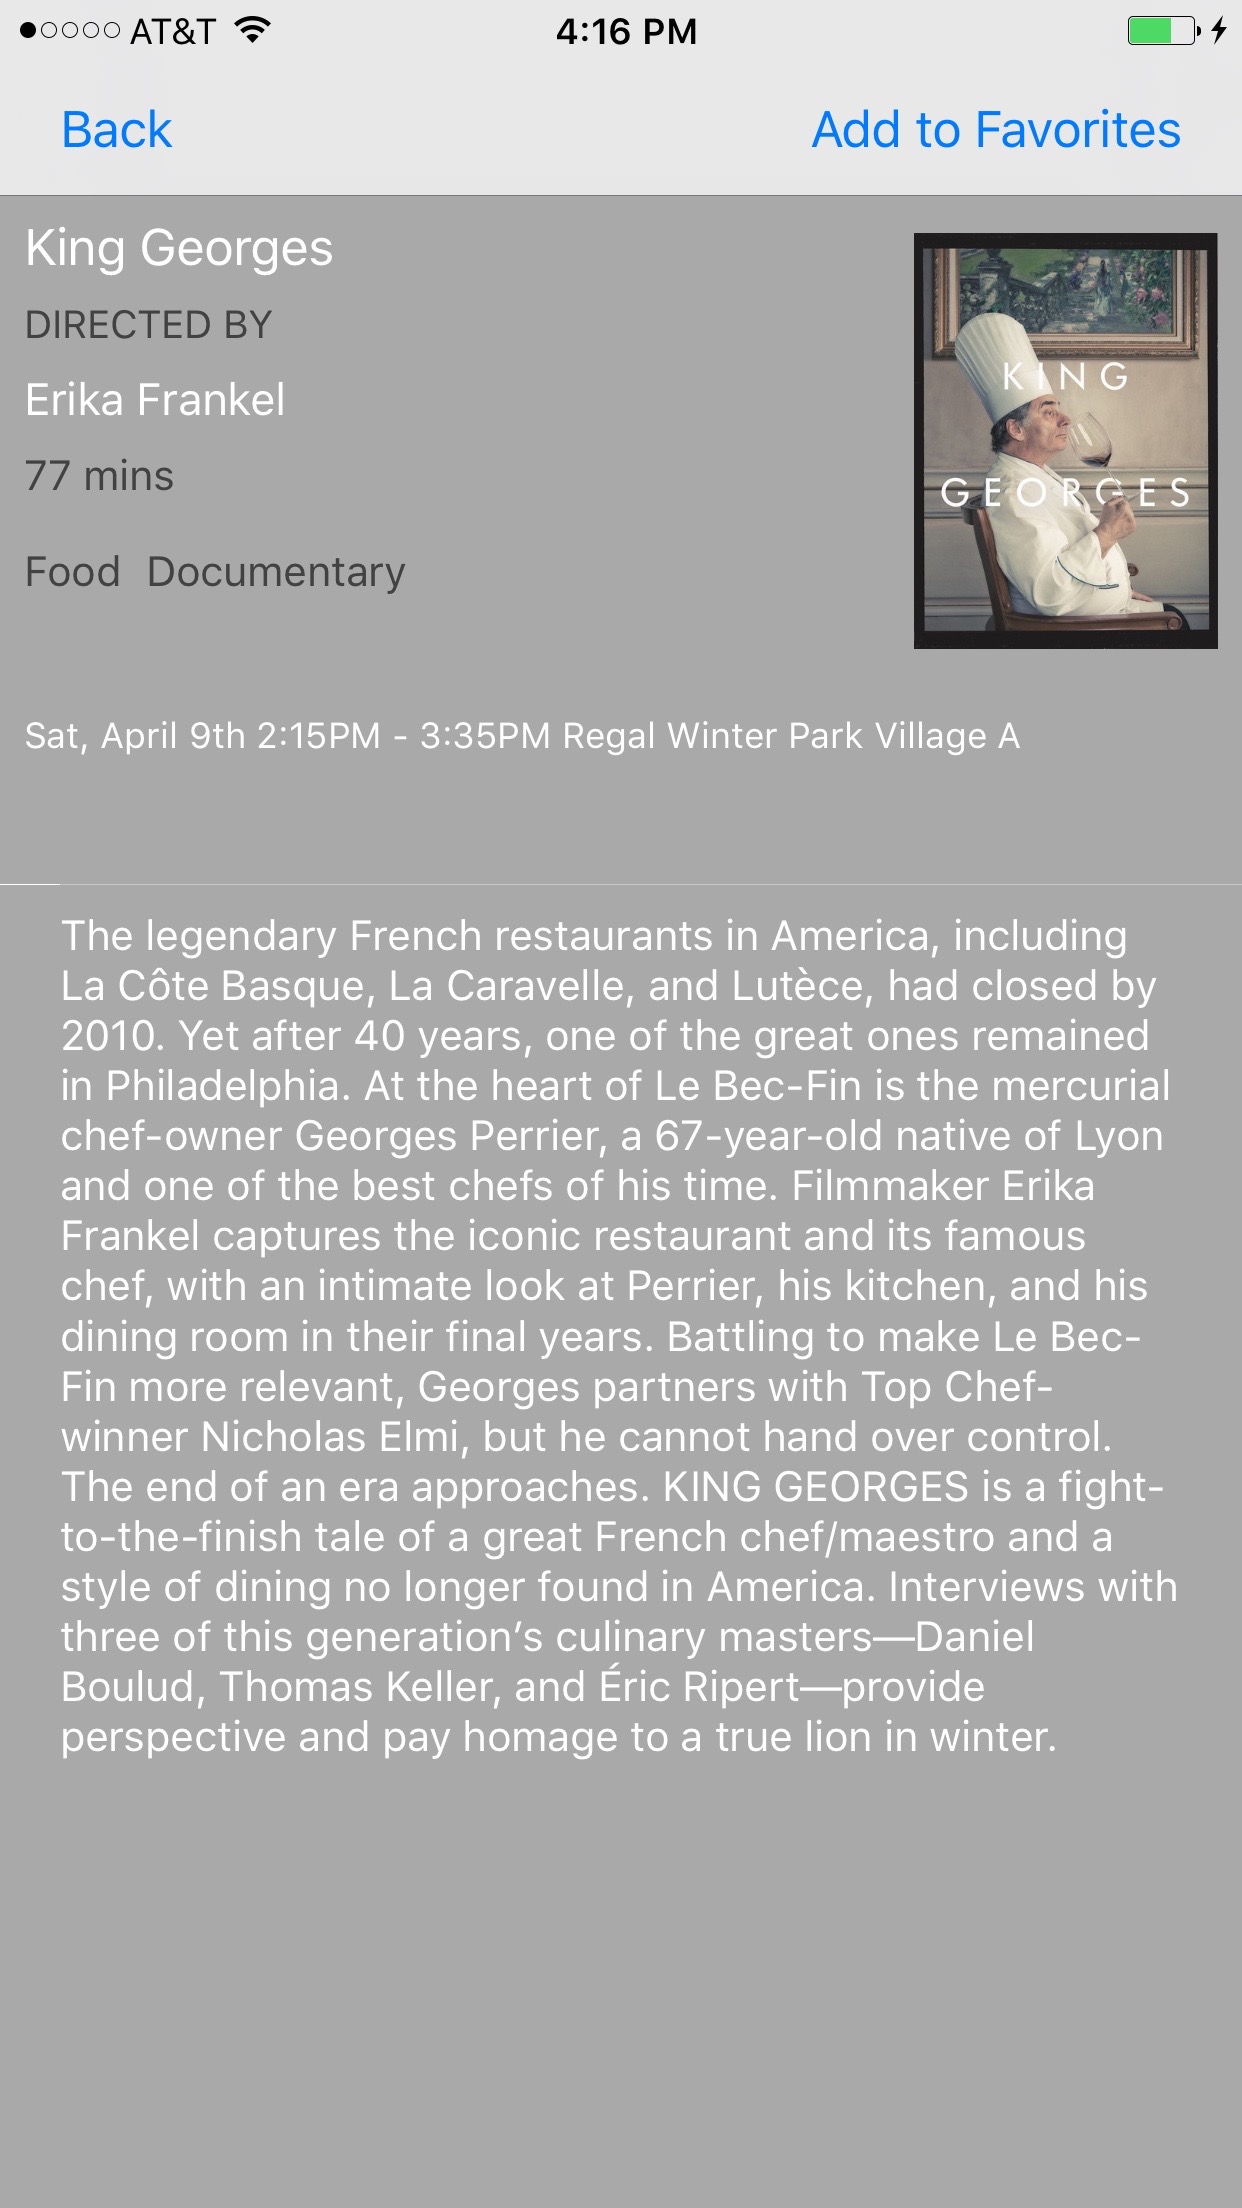 AT&T 4:16 PM
Back Add to Favorites
King Georges
DIRECTED BY
Erika Frankel
77 mins
Food Documentary
KING
GEORGES
Sat, April 9th 2:15PM - 3:35PM Regal Winter Park Village A
The legendary French restaurants in America, including
La Côte Basque, La Caravelle, and Lutèce, had closed by
2010. Yet after 40 years, one of the great ones remained
in Philadelphia. At the heart of Le Bec-Fin is the mercurial
chef-owner Georges Perrier, a 67-year-old native of Lyon
and one of the best chefs of his time. Filmmaker Erika
Frankel captures the iconic restaurant and its famous
chef, with an intimate look at Perrier, his kitchen, and his
dining room in their final years. Battling to make Le Bec-
Fin more relevant, Georges partners with Top Chef-
winner Nicholas Elmi, but he cannot hand over control.
The end of an era approaches. KING GEORGES is a fight-
to-the-finish tale of a great French chef/maestro and a
style of dining no longer found in America. Interviews with
three of this generation’s culinary masters—Daniel
Boulud, Thomas Keller, and Éric Ripert—provide
perspective and pay homage to a true lion in winter.